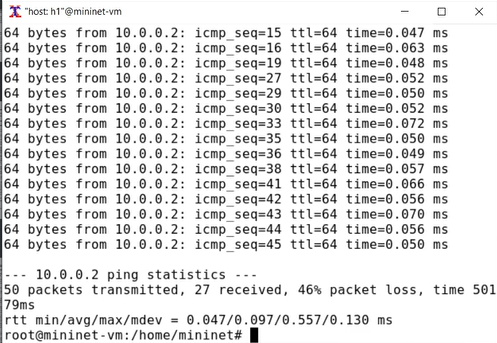 "host: h1"@mininet-vm
64 bytes from 10.0.0.2: icmp_seq=15 ttl=64 time=0.047 ms
64 bytes from 10.0.0.2: icmp_seq=16 ttl=64 time=0.063 ms
64 bytes from 10.0.0.2: icmp_seq=19 ttl=64 time=0.048 ms
64 bytes from 10.0.0.2: icmp_seq=27 ttl=64 time=0.052 ms
64 bytes from 10.0.0.2: icmp_seq=29 ttl=64 time=0.050 ms
64 bytes from 10.0.0.2: icmp_seq=30 ttl=64 time=0.052 ms
64 bytes from 10.0.0.2: icmp_seq=33 ttl=64 time=0.072 ms
64 bytes from 10.0.0.2: icmp_seq=35 ttl=64 time=0.050 ms
64 bytes from 10.0.0.2: icmp_seq=36 ttl=64 time=0.049 ms
64 bytes from 10.0.0.2: icmp_seq=38 ttl=64 time=0.057 ms
64 bytes from 10.0.0.2: icmp_seq=41 ttl=64 time=0.066 ms
64 bytes from 10.0.0.2: icmp_seq=42 ttl=64 time=0.056 ms
64 bytes from 10.0.0.2: icmp_seq=43 ttl=64 time=0.070 ms
64 bytes from 10.0.0.2: icmp_seq=44 ttl=64 time=0.056 ms
64 bytes from 10.0.0.2: icmp_seq=45 ttl=64 time=0.050 ms
--- 10.0.0.2 ping statistics ---
50 packets transmitted, 27 received, 46% packet loss, time 501
79ms
rtt min/avg/max/mdev = 0.047/0.097/0.557/0.130 ms
root@mininet-vm:/home/mininet#